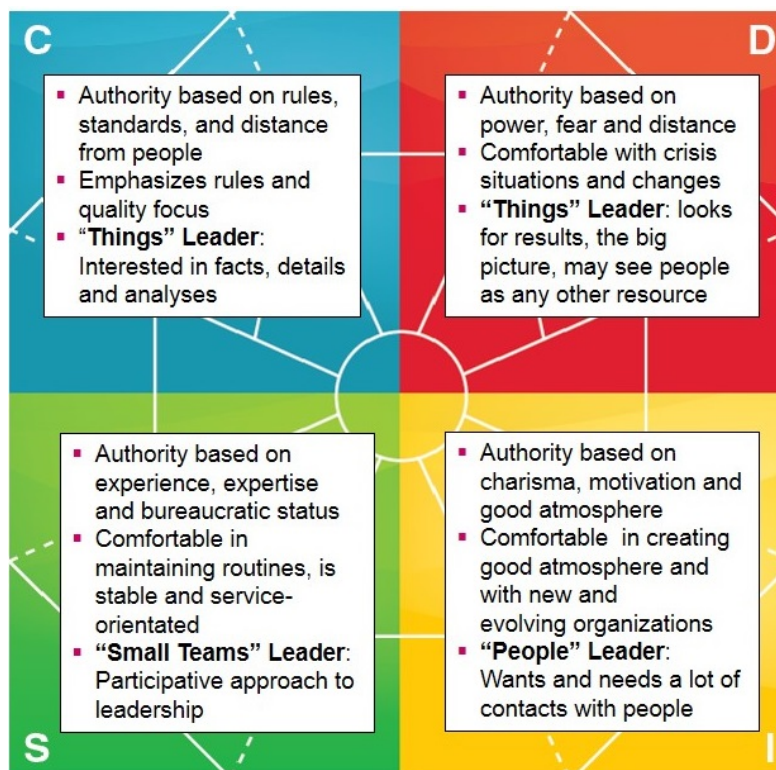 C
▪ Authority based on rules,
standards, and distance
from people
▪ Emphasizes rules and
quality focus
▪ “Things” Leader:
Interested in facts, details
and analyses
D
▪ Authority based on
power, fear and distance
▪ Comfortable with crisis
situations and changes
▪ “Things” Leader: looks
for results, the big
picture, may see people
as any other resource
▪ Authority based on
experience, expertise
and bureaucratic status
▪ Comfortable in
maintaining routines, is
stable and service-
orientated
▪ “Small Teams” Leader:
Participative approach to
leadership
S
▪ Authority based on
charisma, motivation and
good atmosphere
▪ Comfortable in creating
good atmosphere and
with new and
evolving organizations
▪ “People” Leader:
Wants and needs a lot of
contacts with people
I